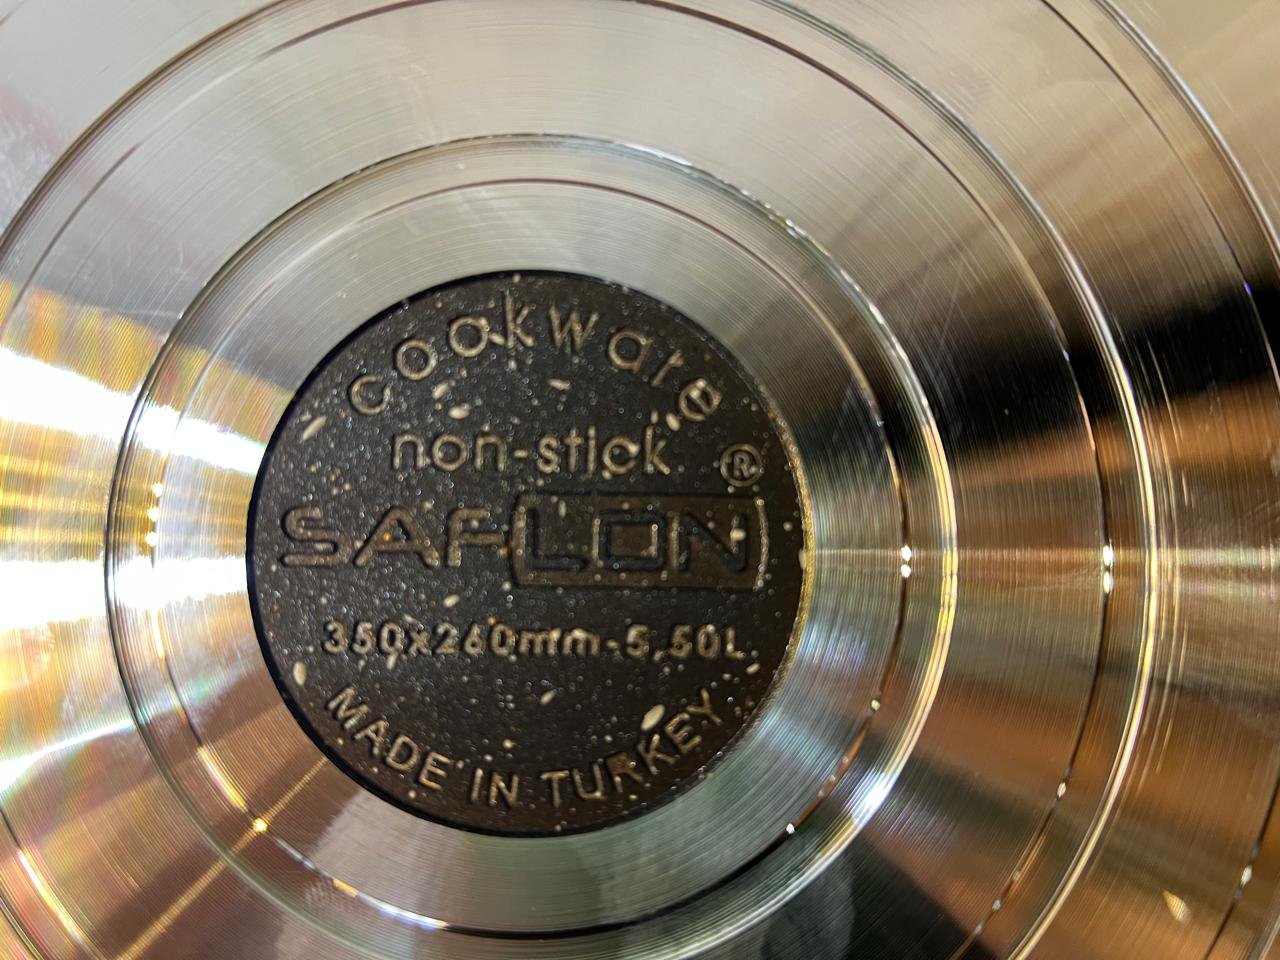 cookware
non-stick
SAFLON®
350x260mm-5,50L
MADE IN TURKEY